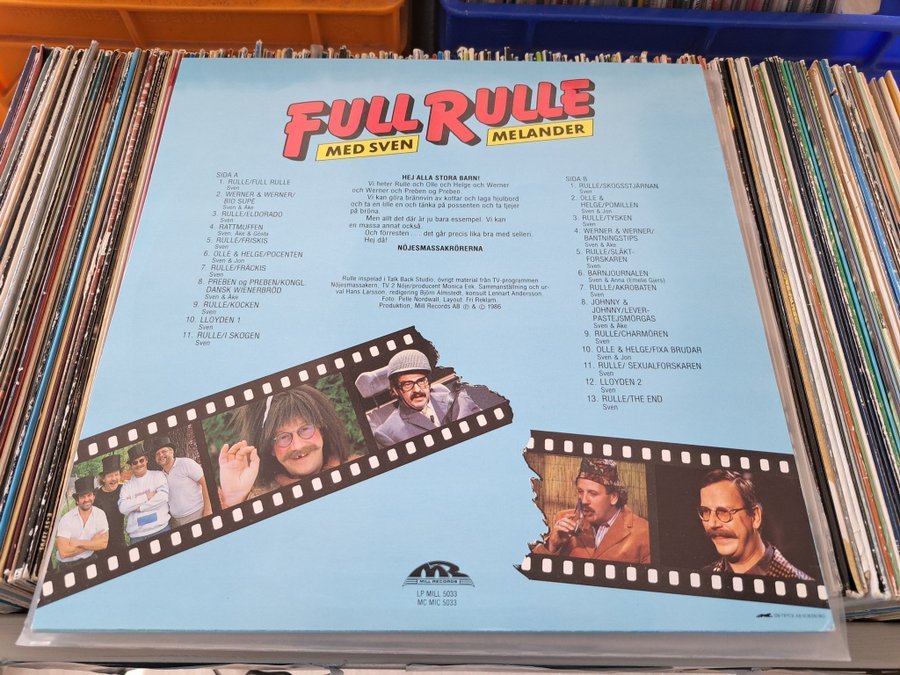 FULL RULLE
MED SVEN
MELANDER
SIDA A
1. RULLE/FULL RULLE
Sven
2. WERNER & WERNER/
BIO SUPÉ
Sven & Åke
3. RULLE/ELDORADO
Sven
4. RÄTTMUFFEN
Sven, Åke & Gösta
5. RULLE/FRISKIS
Sven
6. OLLE & HELGE/POCENTEN
Sven & Jon
7. RULLE/FRÄCKIS
Sven
8. PREBEN og PREBEN/KONGL.
DANSK WIENERBRÖD
Sven & Åke
9. RULLE/KOCKEN
Sven
10. LLOYDEN 1
Sven
11. RULLE/I SKOGEN
Sven
HEJ ALLA STORA BARN!
Vi heter Rulle och Olle och Helge och Werner
och Werner och Preben og Preben.
Vi kan göra brännvin av kottar och laga hjulbord
och ta en lille en och tänka på possenten och ta tjejer
på bröna.
Men allt det där är ju bara essempel. Vi kan
en massa annat också.
Och förresten . . . . det går precis lika bra med selleri.
Hej då!
NÖJESMASSAKRÖRERNA
Rulle inspelad i Talk Back Studio, övrigt material från TV-programmen
Nöjesmassakern, TV 2 Nöje/producent Monica Eek. Sammanställning och ur-
val Hans Larsson, redigering Björn Almstedt, konsult Lennart Andersson.
Foto: Pelle Nordwall. Layout: Fri Reklam.
Produktion, Mill Records AB ℗ & © 1986
SIDA B
1. RULLE/SKOGSSTJÄRNAN
Sven
2. OLLE &
HELGE/POMILLEN
Sven & Jon
3. RULLE/TYSKEN
Sven
4. WERNER & WERNER/
BANTNINGSTIPS
Sven & Åke
5. RULLE/SLÄKT-
FORSKAREN
Sven
6. BARNJOURNALEN
Sven & Anna (Emelie Gjers)
7. RULLE/AKROBATEN
Sven
8. JOHNNY &
JOHNNY/LEVER-
PASTEJSMÖRGÅS
Sven & Åke
9. RULLE/CHARMÖREN
Sven
10. OLLE & HELGE/FIXA BRUDAR
Sven & Jon
11. RULLE/ SEXUALFORSKAREN
Sven
12. LLOYDEN 2
Sven
13. RULLE/THE END
Sven
MR
MILL RECORDS
LP MILL 5033
MC MIC 5033